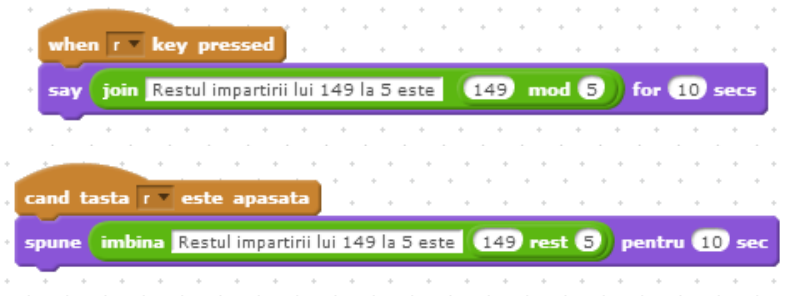 when r key pressed
say join Restul impartirii lui 149 la 5 este 149 mod 5 for 10 secs
cand tasta r este apasata
spune imbina Restul impartirii lui 149 la 5 este 149 rest 5 pentru 10 sec